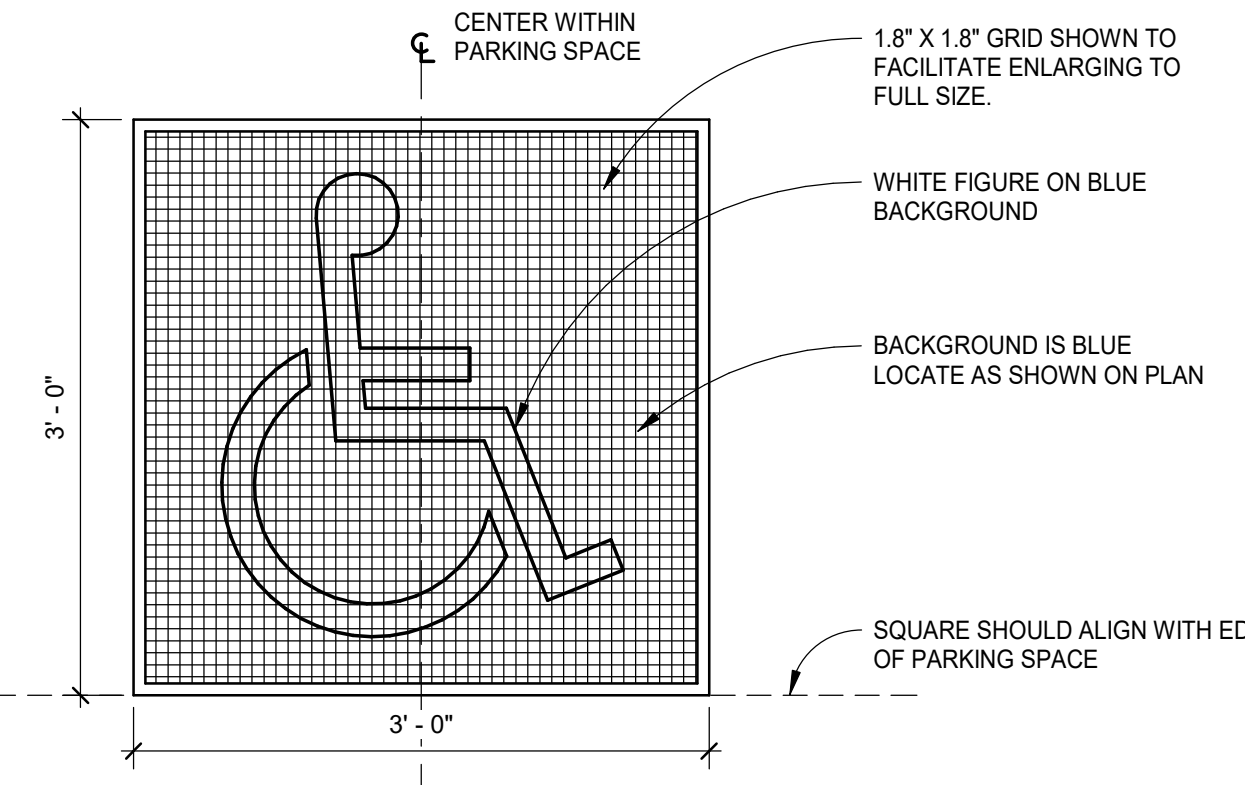 ℄ CENTER WITHIN
PARKING SPACE
1.8" X 1.8" GRID SHOWN TO
FACILITATE ENLARGING TO
FULL SIZE.
WHITE FIGURE ON BLUE
BACKGROUND
BACKGROUND IS BLUE
LOCATE AS SHOWN ON PLAN
3' - 0"
SQUARE SHOULD ALIGN WITH ED
OF PARKING SPACE
3' - 0"